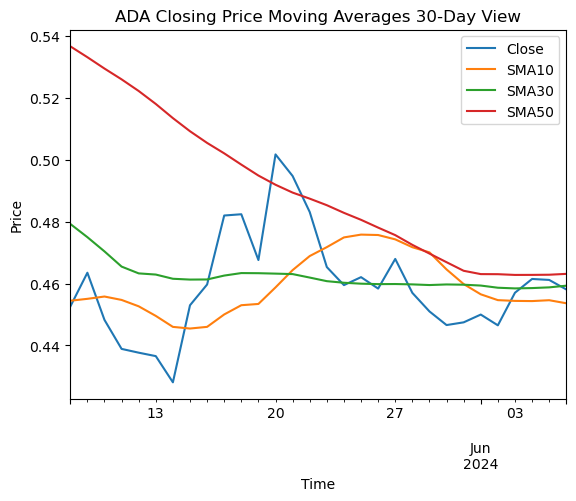 ADA Closing Price Moving Averages 30-Day View
Close
SMA10
SMA30
SMA50
0.54
0.52
0.50
0.48
0.46
0.44
Price
13
20
27
03
Jun
2024
Time